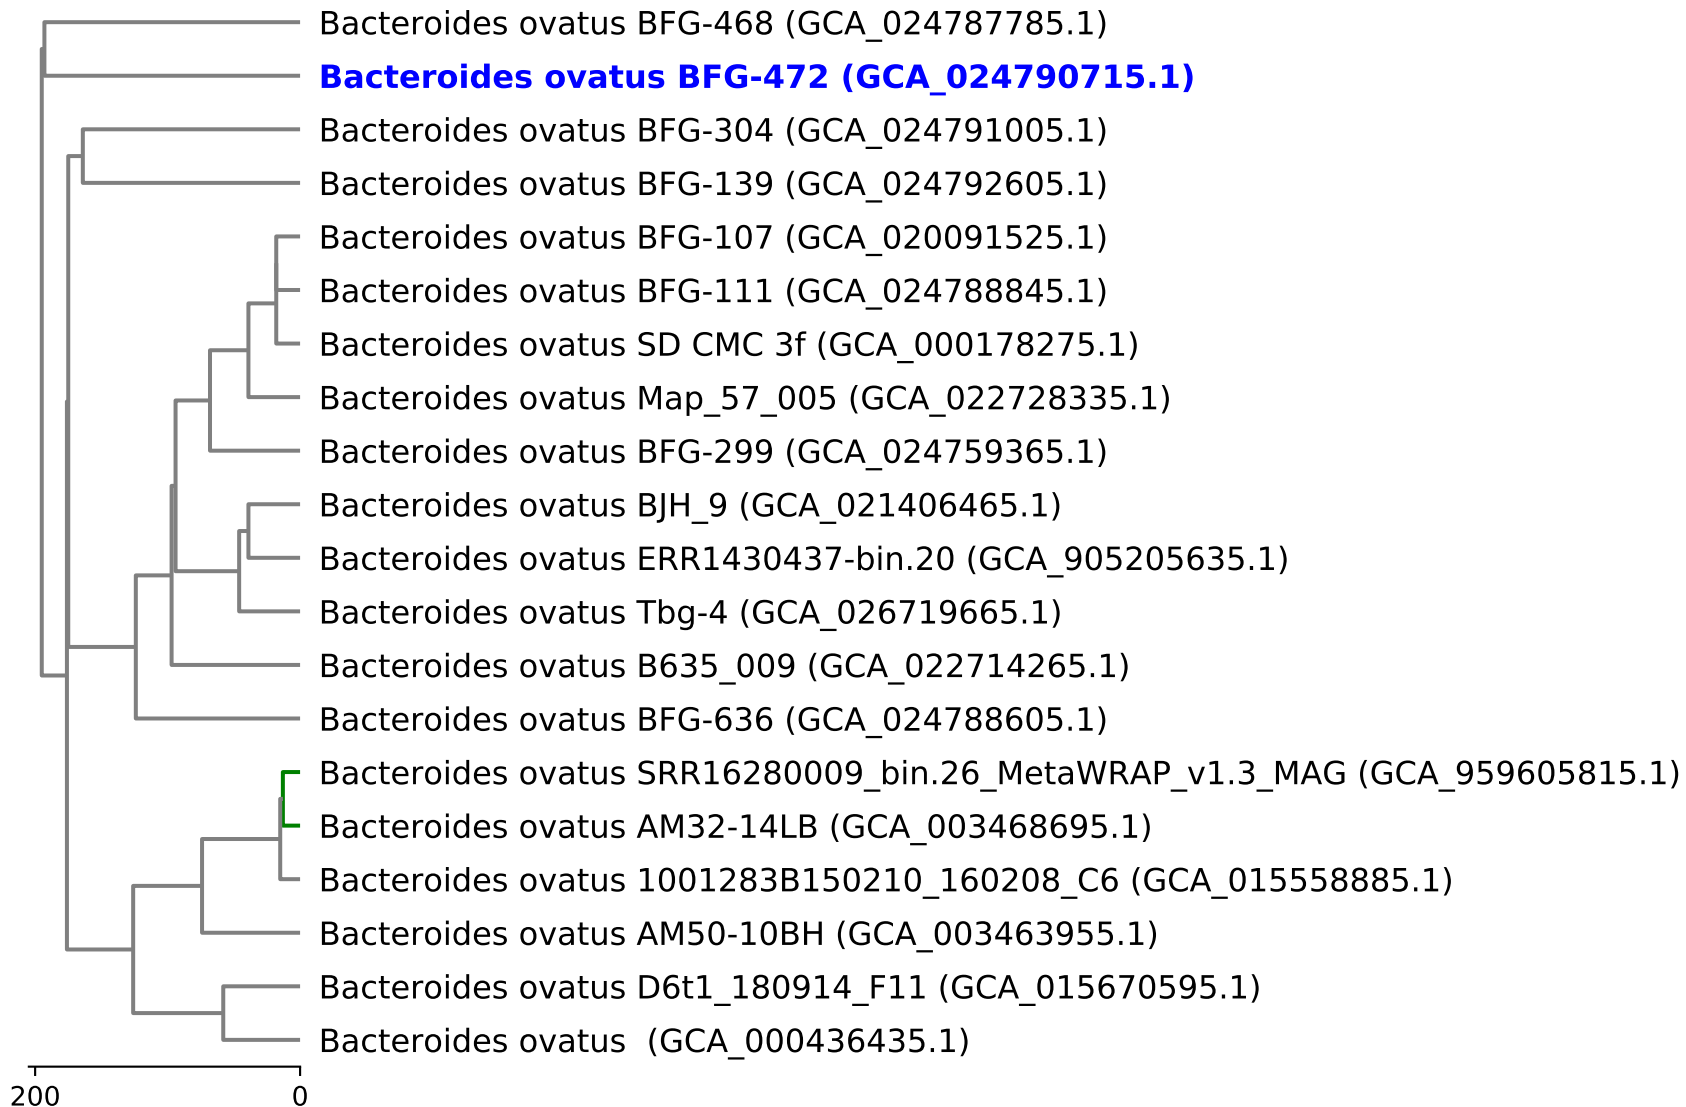 Bacteroides ovatus BFG-468 (GCA_024787785.1)
Bacteroides ovatus BFG-472 (GCA_024790715.1)
Bacteroides ovatus BFG-304 (GCA_024791005.1)
Bacteroides ovatus BFG-139 (GCA_024792605.1)
Bacteroides ovatus BFG-107 (GCA_020091525.1)
Bacteroides ovatus BFG-111 (GCA_024788845.1)
Bacteroides ovatus SD CMC 3f (GCA_000178275.1)
Bacteroides ovatus Map_57_005 (GCA_022728335.1)
Bacteroides ovatus BFG-299 (GCA_024759365.1)
Bacteroides ovatus BJH_9 (GCA_021406465.1)
Bacteroides ovatus ERR1430437-bin.20 (GCA_905205635.1)
Bacteroides ovatus Tbg-4 (GCA_026719665.1)
Bacteroides ovatus B635_009 (GCA_022714265.1)
Bacteroides ovatus BFG-636 (GCA_024788605.1)
Bacteroides ovatus SRR16280009_bin.26_MetaWRAP_v1.3_MAG (GCA_959605815.1)
Bacteroides ovatus AM32-14LB (GCA_003468695.1)
Bacteroides ovatus 1001283B150210_160208_C6 (GCA_015558885.1)
Bacteroides ovatus AM50-10BH (GCA_003463955.1)
Bacteroides ovatus D6t1_180914_F11 (GCA_015670595.1)
Bacteroides ovatus  (GCA_000436435.1)
200 0